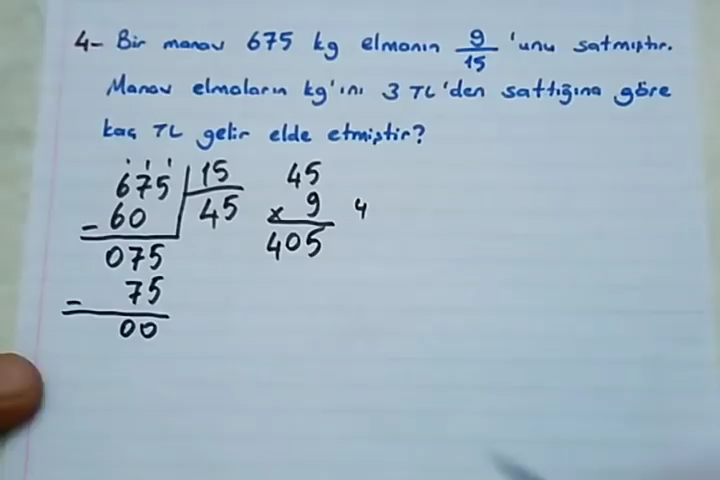 4- Bir manav 675 kg elmanın 9/15 'unu satmıştır.
Manav elmaların kg'ını 3 TL'den sattığına göre
kaç TL gelir elde etmiştir?
675 15 45
- 60 45 x 9 4
075 405
- 75
00